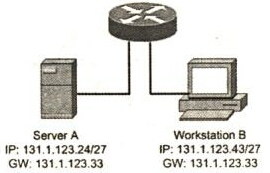 Server A
IP: 131.1.123.24/27
GW: 131.1.123.33
Workstation B
IP: 131.1.123.43/27
GW: 131.1.123.33